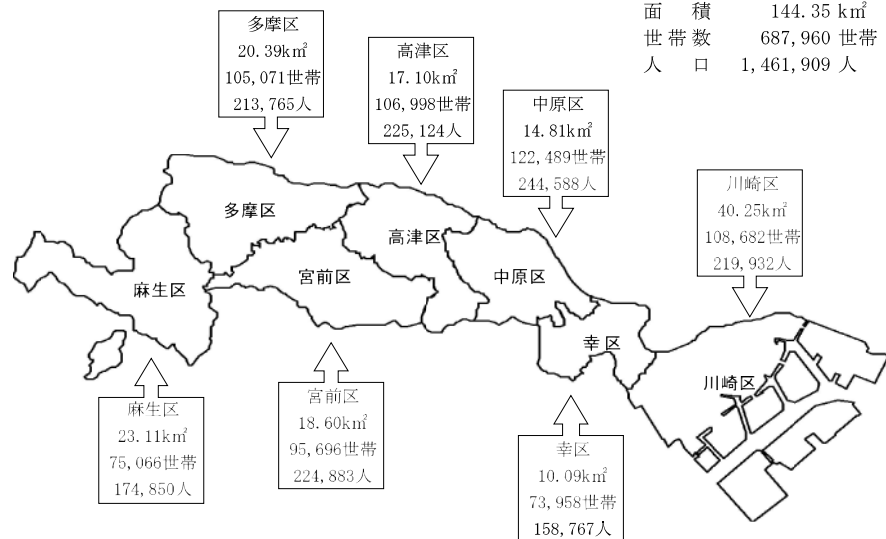 面積 144.35 k㎡
世帯数 687,960 世帯
人口 1,461,909 人
多摩区
20.39k㎡
105,071世帯
213,765人
高津区
17.10k㎡
106,998世帯
225,124人
中原区
14.81k㎡
122,489世帯
244,588人
川崎区
40.25k㎡
108,682世帯
219,932人
多摩区
高津区
麻生区
宮前区
中原区
幸区
川崎区
麻生区
23.11k㎡
75,066世帯
174,850人
宮前区
18.60k㎡
95,696世帯
224,883人
幸区
10.09k㎡
73,958世帯
158,767人